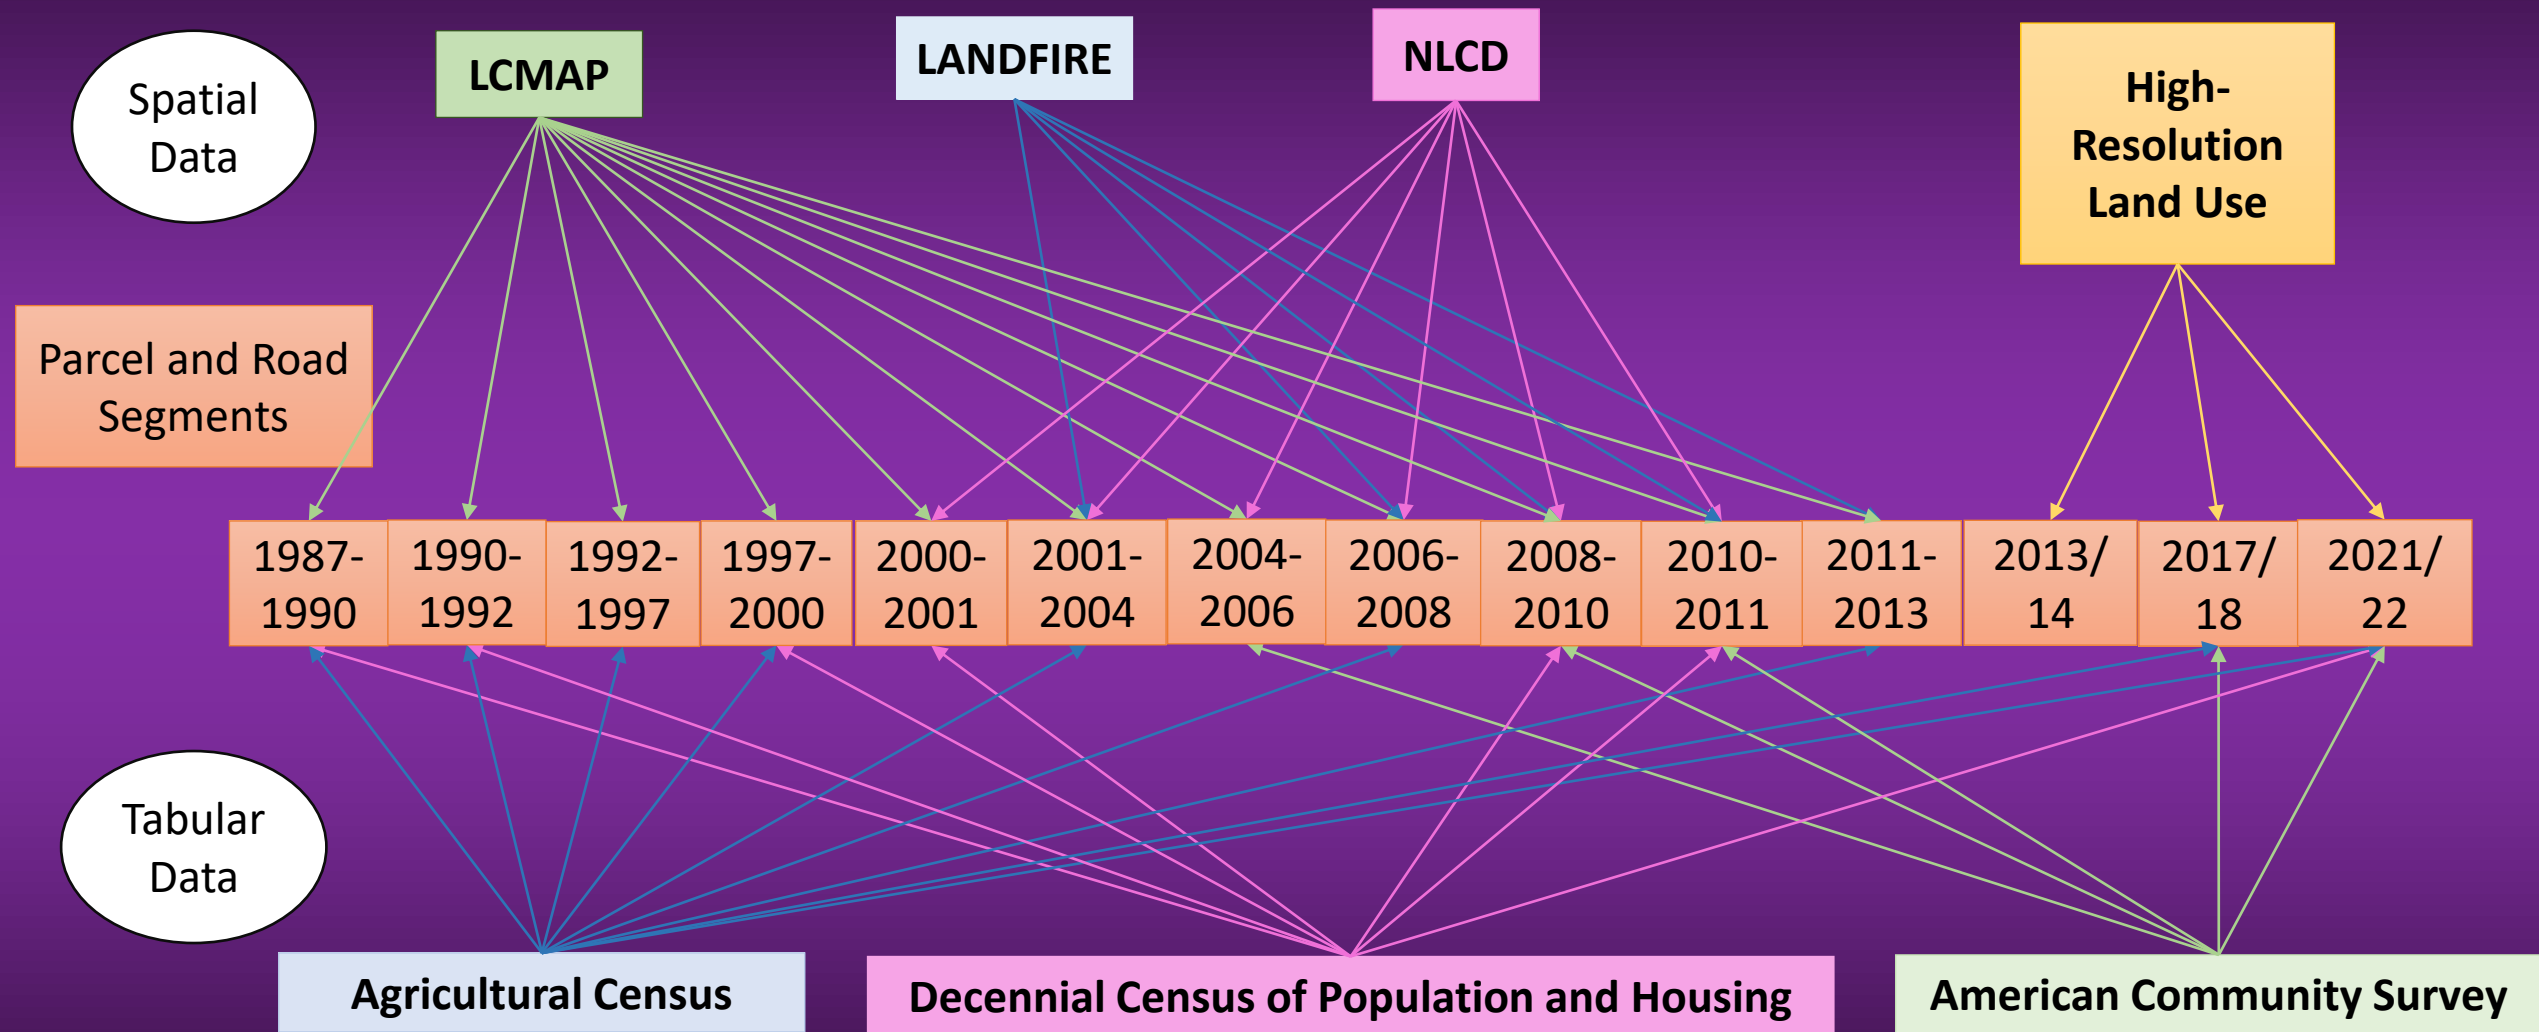 Spatial
Data
LCMAP
LANDFIRE
NLCD
High-
Resolution
Land Use
Parcel and Road
Segments
1987-
1990
1990-
1992
1992-
1997
1997-
2000
2000-
2001
2001-
2004
2004-
2006
2006-
2008
2008-
2010
2010-
2011
2011-
2013
2013/
14
2017/
18
2021/
22
Tabular
Data
Agricultural Census
Decennial Census of Population and Housing
American Community Survey